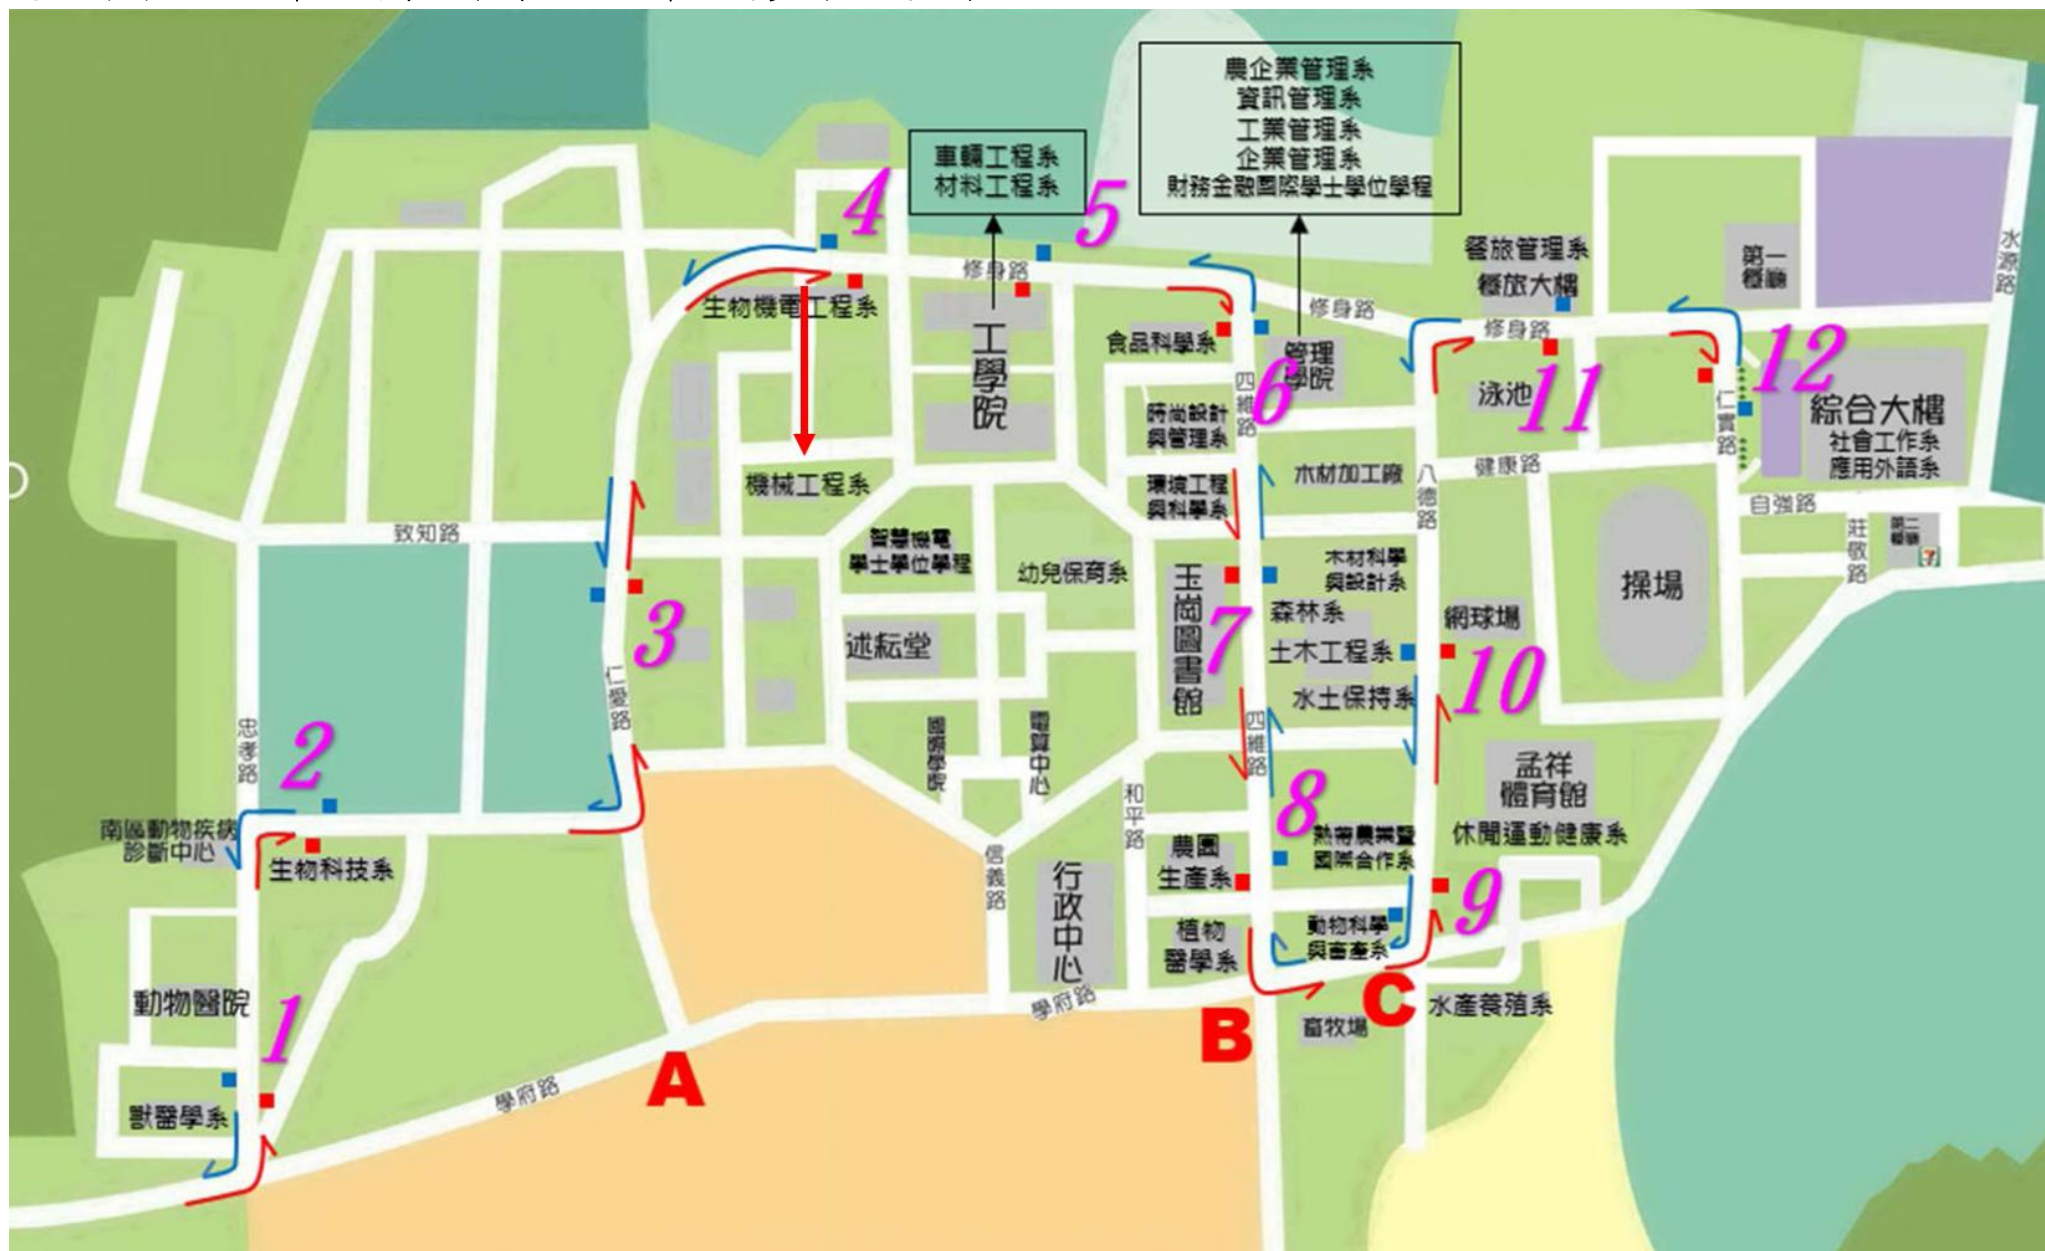 農企業管理系
資訊管理系
工業管理系
企業管理系
財務金融國際學士學位學程
車輛工程系
材料工程系
4
5
修身路
生物機電工程系
工學院
食品科學系
管理學院
修身路
餐旅管理系
餐旅大樓
第一餐廳
水源路
修身路
12
11
泳池
仁實路
綜合大樓
社會工作系
應用外語系
6
四維路
時尚設計
與管理系
環境工程
與科學系
木材加工廠
八德路
健康路
自強路
莊敬路
第二餐廳
7
機械工程系
致知路
智慧機電
學士學位學程
幼兒保育系
玉崗圖書館
木材科學
與設計系
森林系
土木工程系
水土保持系
網球場
操場
3
仁愛路
述耘堂
7
10
國際學院
電算中心
四維路
忠孝路
2
南區動物疾病
診斷中心
生物科技系
和平路
8
孟祥
體育館
休閒運動健康系
熱帶農業暨
國際合作系
農園
生產系
信義路
行政中心
植物
醫學系
動物科學
與畜產系
9
動物醫院
1
獸醫學系
學府路
學府路
A
B
C
畜牧場
水產養殖系